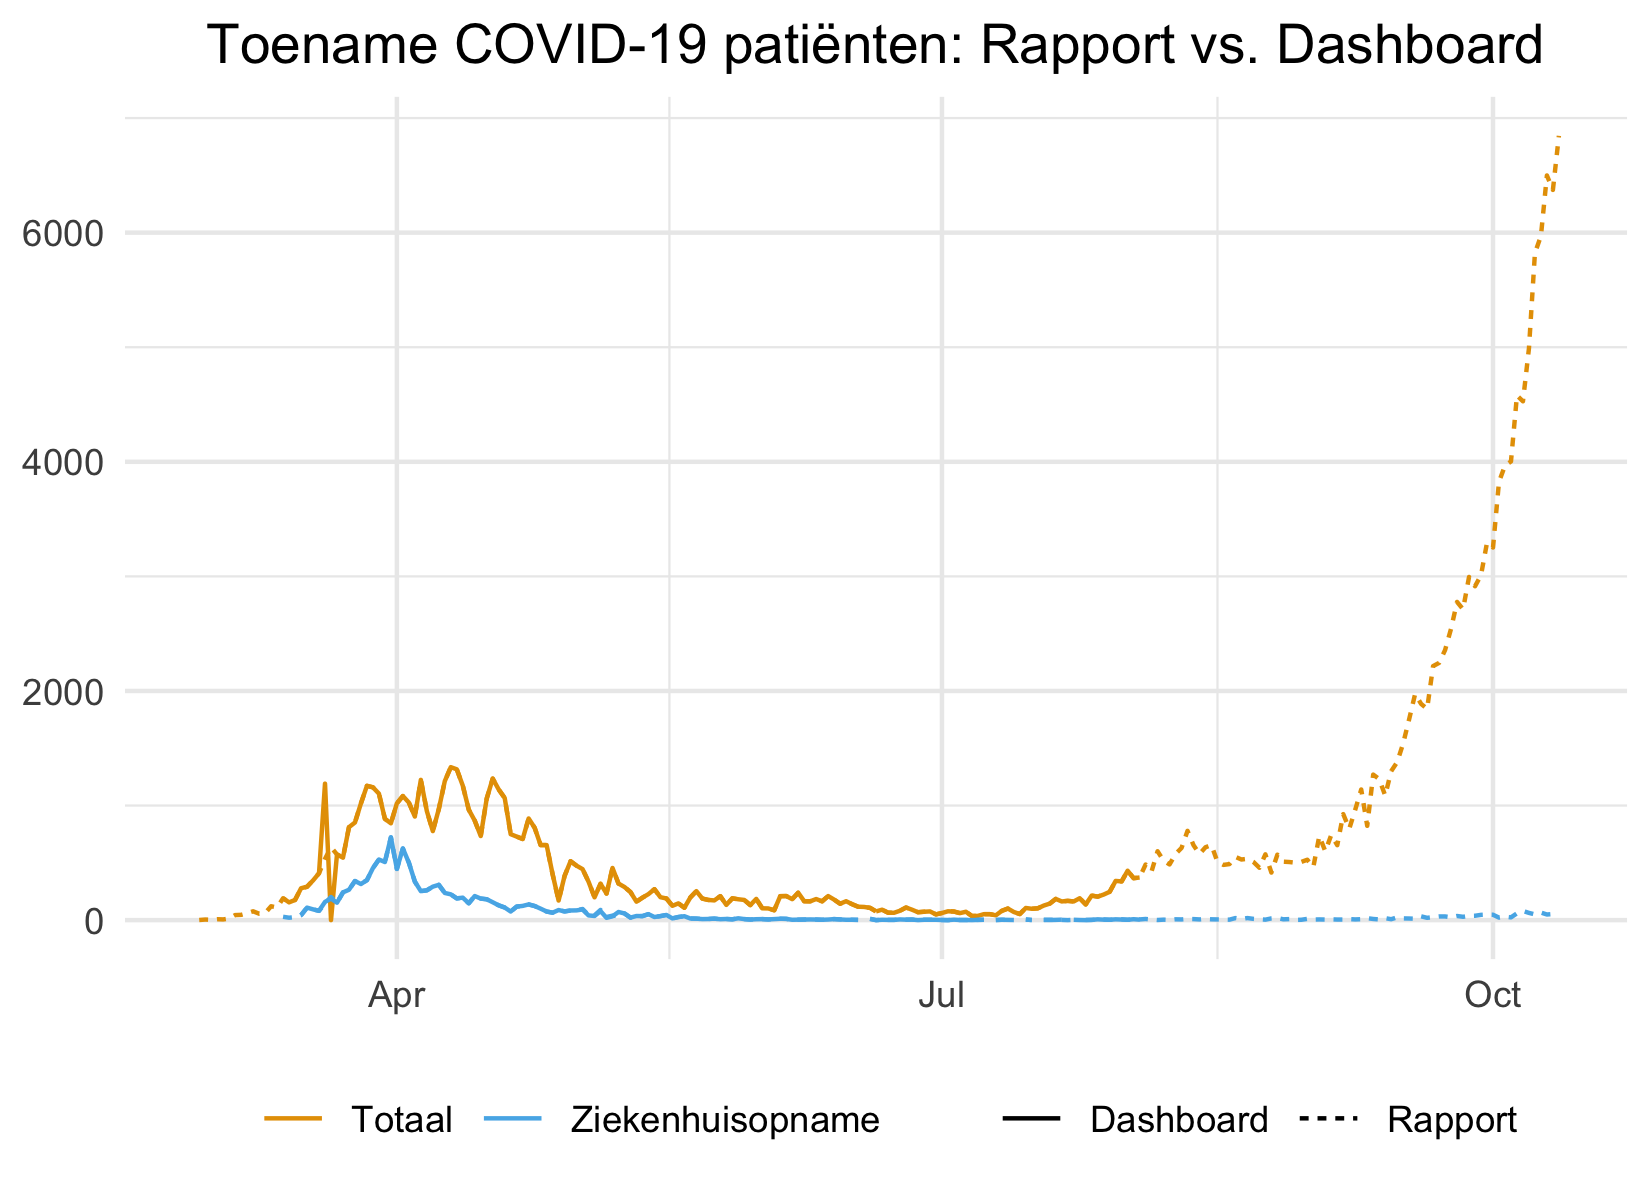 Toename COVID-19 patiënten: Rapport vs. Dashboard
6000
4000
2000
0
Apr Jul Oct
Totaal Ziekenhuisopname Dashboard Rapport